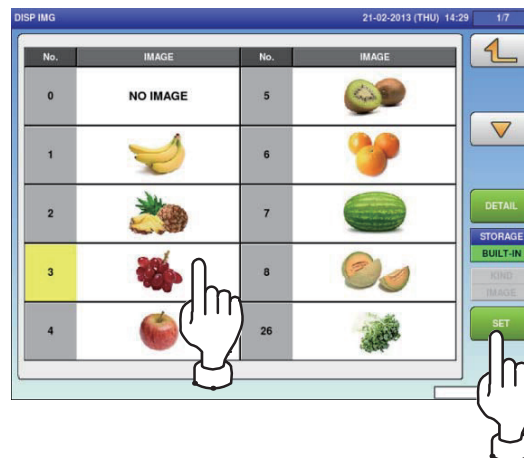 DISP IMG 21-02-2013 (THU) 14:29 1/7
No. IMAGE No. IMAGE
0 NO IMAGE 5
1 6
2 7
3 8
4 26
DETAIL
STORAGE
BUILT-IN
KIND
IMAGE
SET